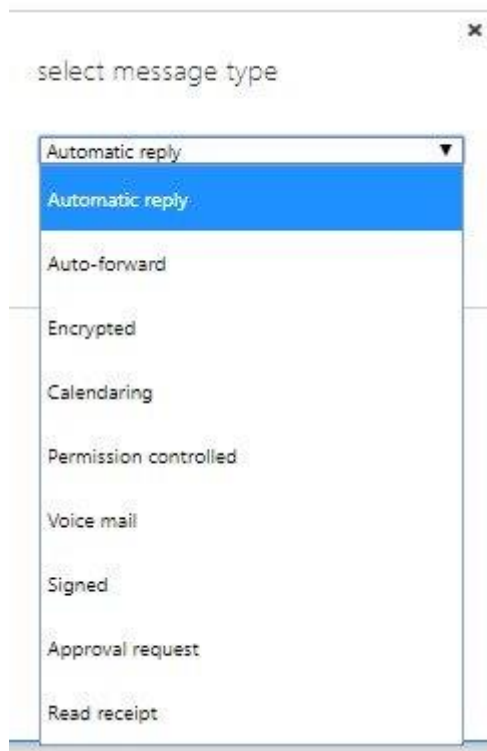 select message type
Automatic reply
Automatic reply
Auto-forward
Encrypted
Calendaring
Permission controlled
Voice mail
Signed
Approval request
Read receipt